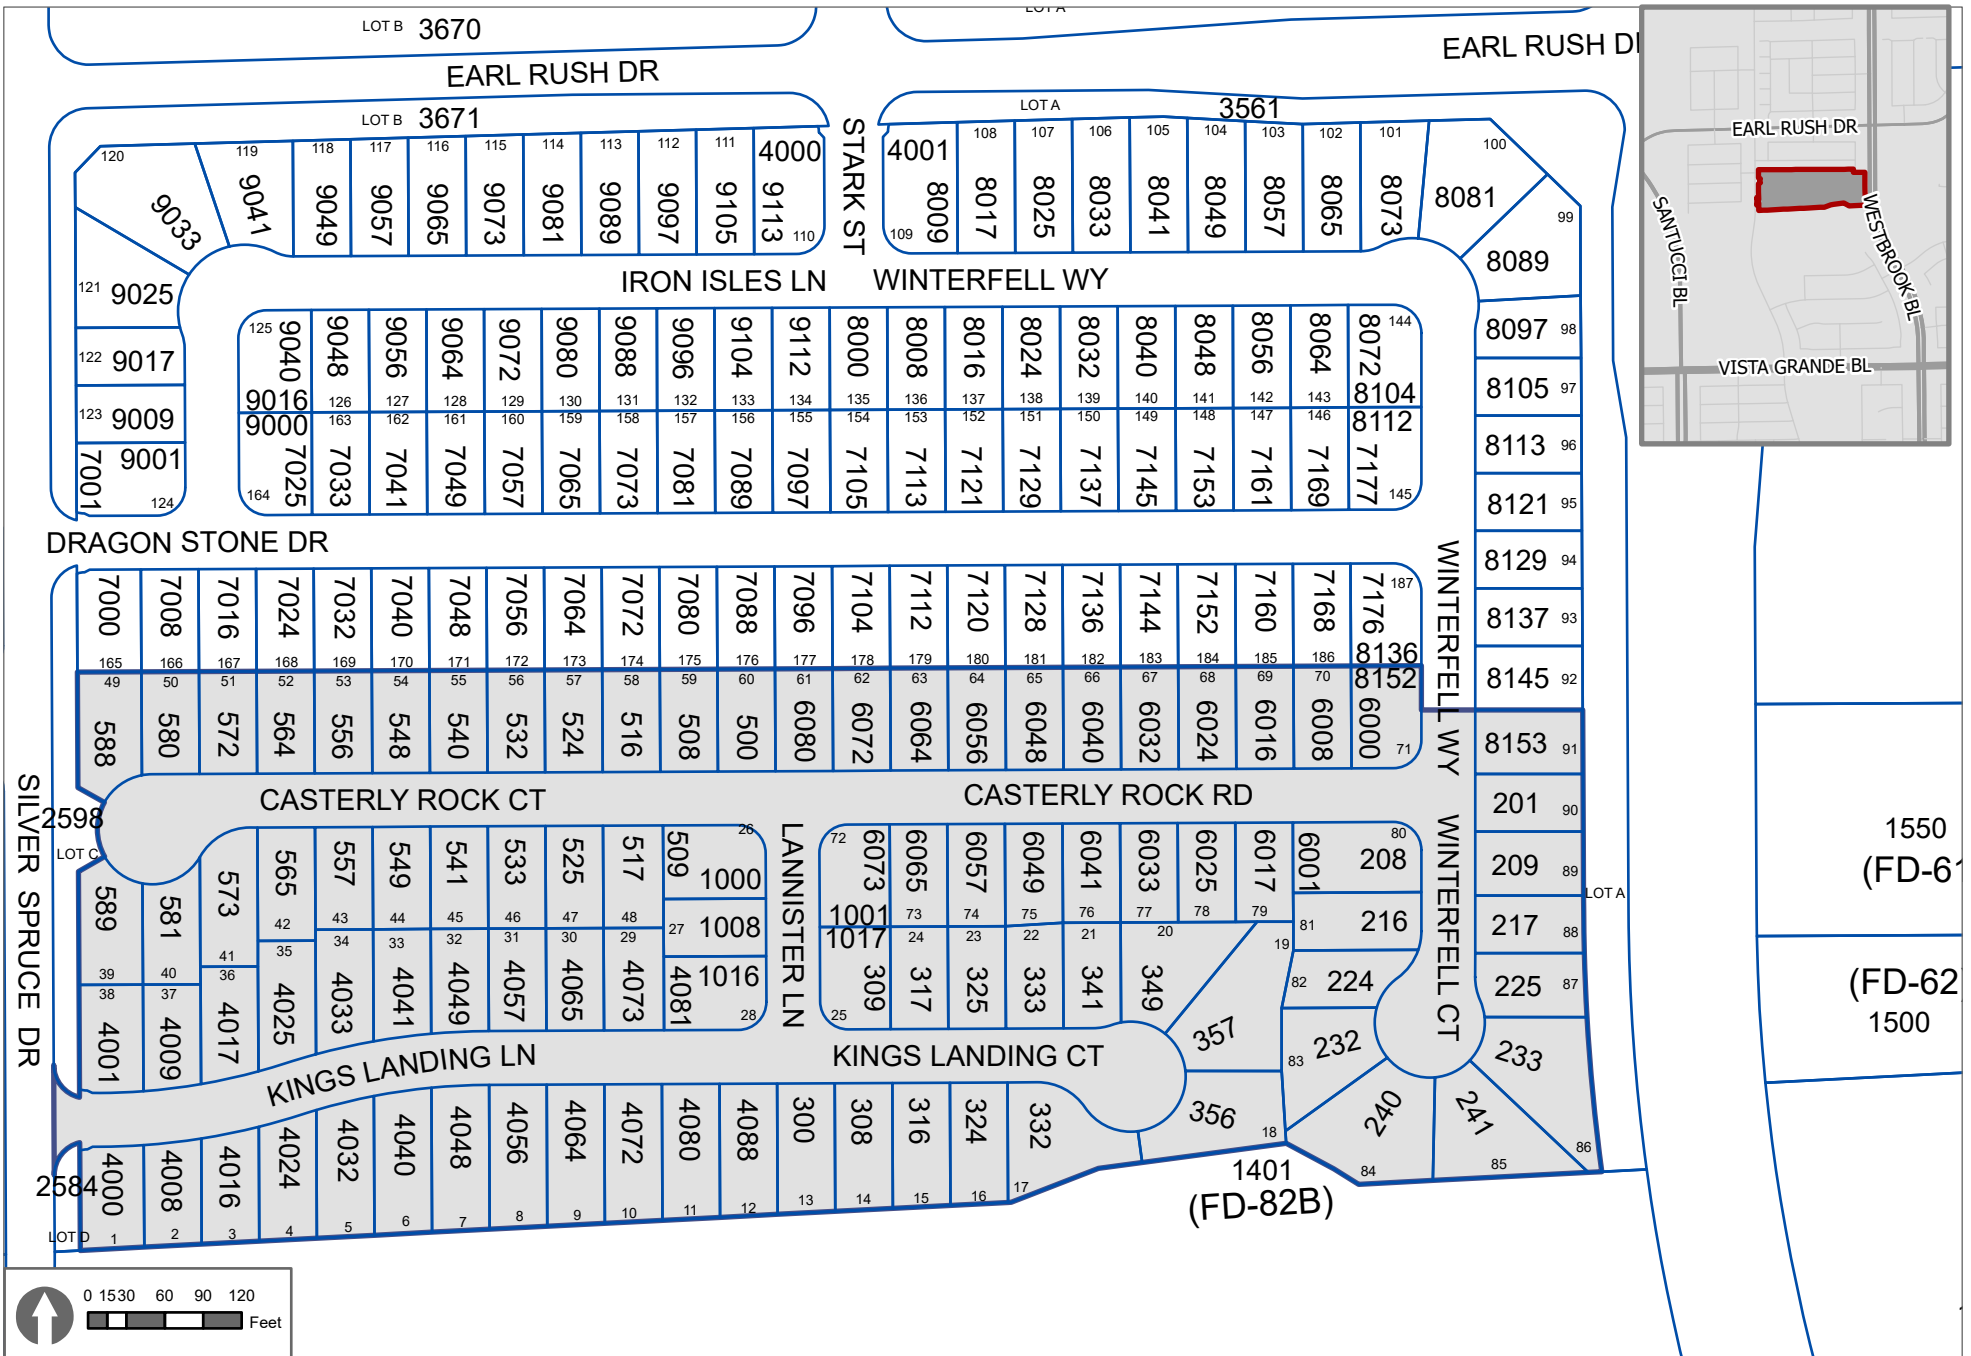 LOT B 3670
LOT A
EARL RUSH DR
EARL RUSH DR
LOT B 3671
LOT A 3561
120 119 118 117 116 115 114 113 112 111 4000
STARK ST
4001 108 107 106 105 104 103 102 101 100
9033 9041 9049 9057 9065 9073 9081 9089 9097 9105 9113 110
109 8009 8017 8025 8033 8041 8049 8057 8065 8073 8081
99 8089
121 9025
IRON ISLES LN WINTERFELL WY
125 9040 9048 9056 9064 9072 9080 9088 9096 9104 9112 8000 8008 8016 8024 8032 8040 8048 8056 8064 8072 144
8097 98
122 9017
9016 126 127 128 129 130 131 132 133 134 135 136 137 138 139 140 141 142 143 8104
8105 97
123 9009
9000 163 162 161 160 159 158 157 156 155 154 153 152 151 150 149 148 147 146 8112
8113 96
7001 9001 124
164 7025 7033 7041 7049 7057 7065 7073 7081 7089 7097 7105 7113 7121 7129 7137 7145 7153 7161 7169 7177 145
8121 95
DRAGON STONE DR
WINTERFELL WY
8129 94
7000 7008 7016 7024 7032 7040 7048 7056 7064 7072 7080 7088 7096 7104 7112 7120 7128 7136 7144 7152 7160 7168 7176 187
8137 93
165 166 167 168 169 170 171 172 173 174 175 176 177 178 179 180 181 182 183 184 185 186 8136
49 50 51 52 53 54 55 56 57 58 59 60 61 62 63 64 65 66 67 68 69 70 8152
8145 92
588 580 572 564 556 548 540 532 524 516 508 500 6080 6072 6064 6056 6048 6040 6032 6024 6016 6008 6000 71
8153 91
SILVER SPRUCE DR
2598
LOT C
CASTERLY ROCK CT
CASTERLY ROCK RD
201 90
LANNISTER LN
WINTERFELL CT
589 581 573 565 557 549 541 533 525 517 509 26 1000
72 6073 6065 6057 6049 6041 6033 6025 6017 6001 80 208
209 89
LOT A
39 40 41 42 43 44 45 46 47 48 27 1008
1001 73 74 75 76 77 78 79 81 216
217 88
38 37 36 35 34 33 32 31 30 29 1016
1017 24 23 22 21 20 19 82 224
225 87
4001 4009 4017 4025 4033 4041 4049 4057 4065 4073 4081 28
25 309 317 325 333 341 349 357 83 232
233
KINGS LANDING LN
KINGS LANDING CT
4000 4008 4016 4024 4032 4040 4048 4056 4064 4072 4080 4088 300 308 316 324 332 356 240 241
2584
LOT D
1 2 3 4 5 6 7 8 9 10 11 12 13 14 15 16 17 18 84 85 86
1401
(FD-82B)
1550
(FD-61
(FD-62
1500
EARL RUSH DR
SANTUCCI BL
WESTBROOK BL
VISTA GRANDE BL
0 15 30 60 90 120
Feet